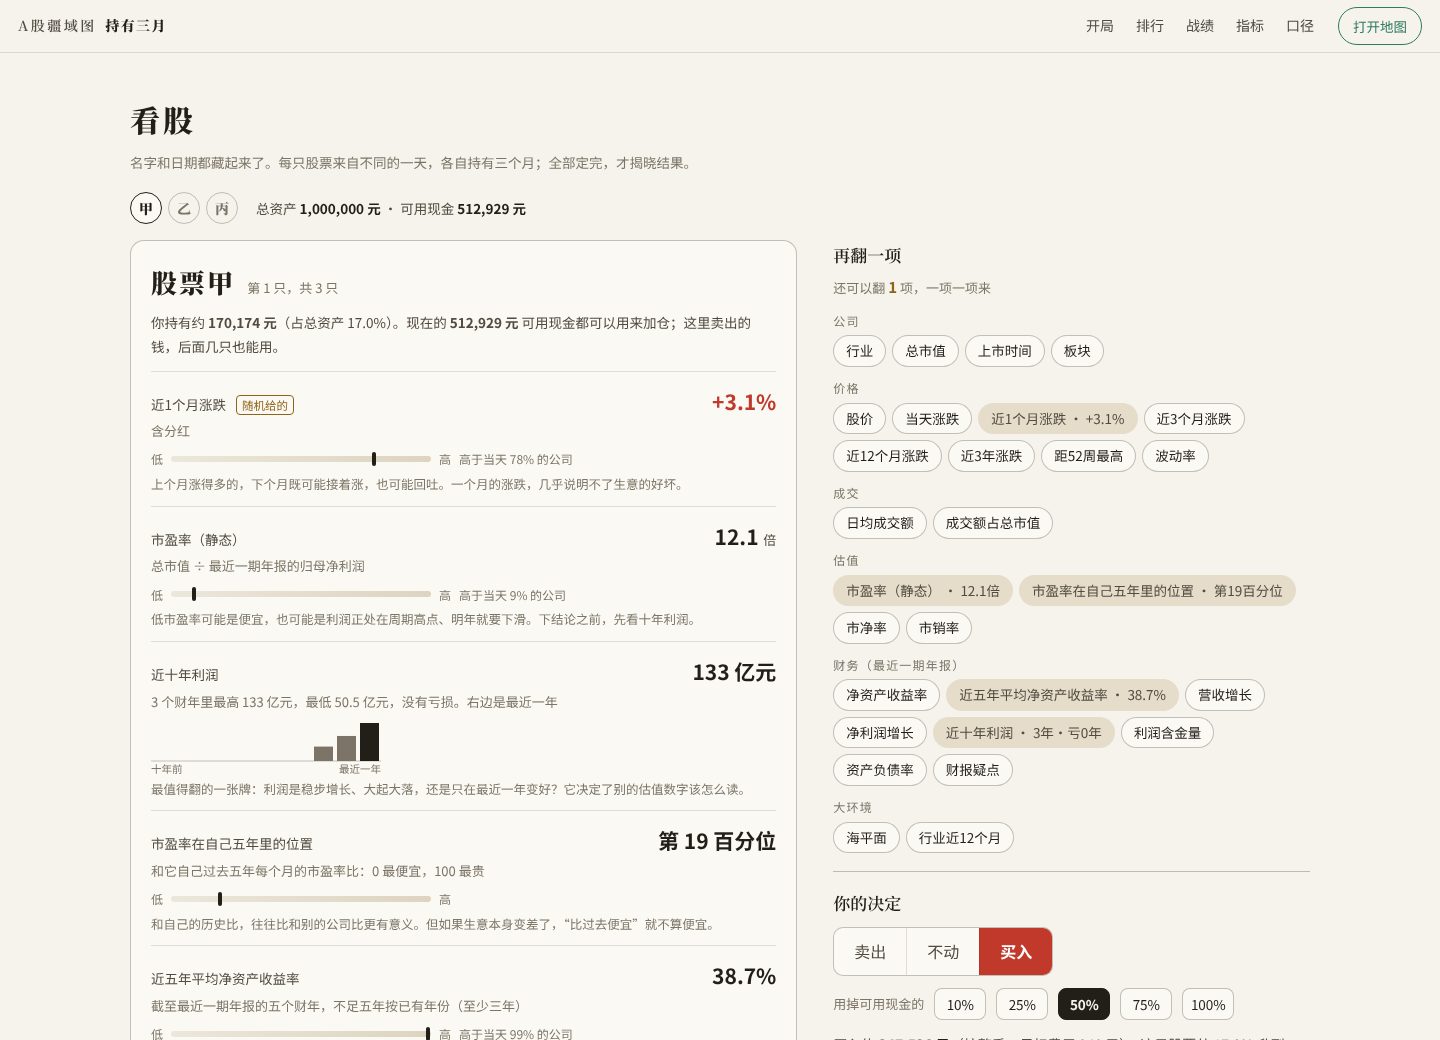 A股疆域图 持有三月
开局 排行 战绩 指标 口径 打开地图
看股
名字和日期都藏起来了。每只股票来自不同的一天，各自持有三个月；全部定完，才揭晓结果。
甲 乙 丙 总资产 1,000,000 元 · 可用现金 512,929 元
股票甲 第 1 只，共 3 只
你持有约 170,174 元（占总资产 17.0%）。现在的 512,929 元 可用现金都可以用来加仓；这里卖出的
钱，后面几只也能用。
近1个月涨跌 随机给的 +3.1%
含分红
低 高 高于当天 78% 的公司
上个月涨得多的，下个月既可能接着涨，也可能回吐。一个月的涨跌，几乎说明不了生意的好坏。
市盈率（静态） 12.1 倍
总市值 ÷ 最近一期年报的归母净利润
低 高 高于当天 9% 的公司
低市盈率可能是便宜，也可能是利润正处在周期高点、明年就要下滑。下结论之前，先看十年利润。
近十年利润 133 亿元
3 个财年里最高 133 亿元，最低 50.5 亿元，没有亏损。右边是最近一年
十年前 最近一年
最值得翻的一张牌：利润是稳步增长、大起大落，还是只在最近一年变好？它决定了别的估值数字该怎么读。
市盈率在自己五年里的位置 第 19 百分位
和它自己过去五年每个月的市盈率比：0 最便宜，100 最贵
低 高
和自己的历史比，往往比和别的公司比更有意义。但如果生意本身变差了，“比过去便宜”就不算便宜。
近五年平均净资产收益率 38.7%
截至最近一期年报的五个财年，不足五年按已有年份（至少三年）
低 高 高于当天 99% 的公司
再翻一项
还可以翻 1 项，一项一项来
公司
行业 总市值 上市时间 板块
价格
股价 当天涨跌 近1个月涨跌 · +3.1% 近3个月涨跌
近12个月涨跌 近3年涨跌 距52周最高 波动率
成交
日均成交额 成交额占总市值
估值
市盈率（静态） · 12.1倍 市盈率在自己五年里的位置 · 第19百分位
市净率 市销率
财务（最近一期年报）
净资产收益率 近五年平均净资产收益率 · 38.7% 营收增长
净利润增长 近十年利润 · 3年·亏0年 利润含金量
资产负债率 财报疑点
大环境
海平面 行业近12个月
你的决定
卖出 不动 买入
用掉可用现金的 10% 25% 50% 75% 100%